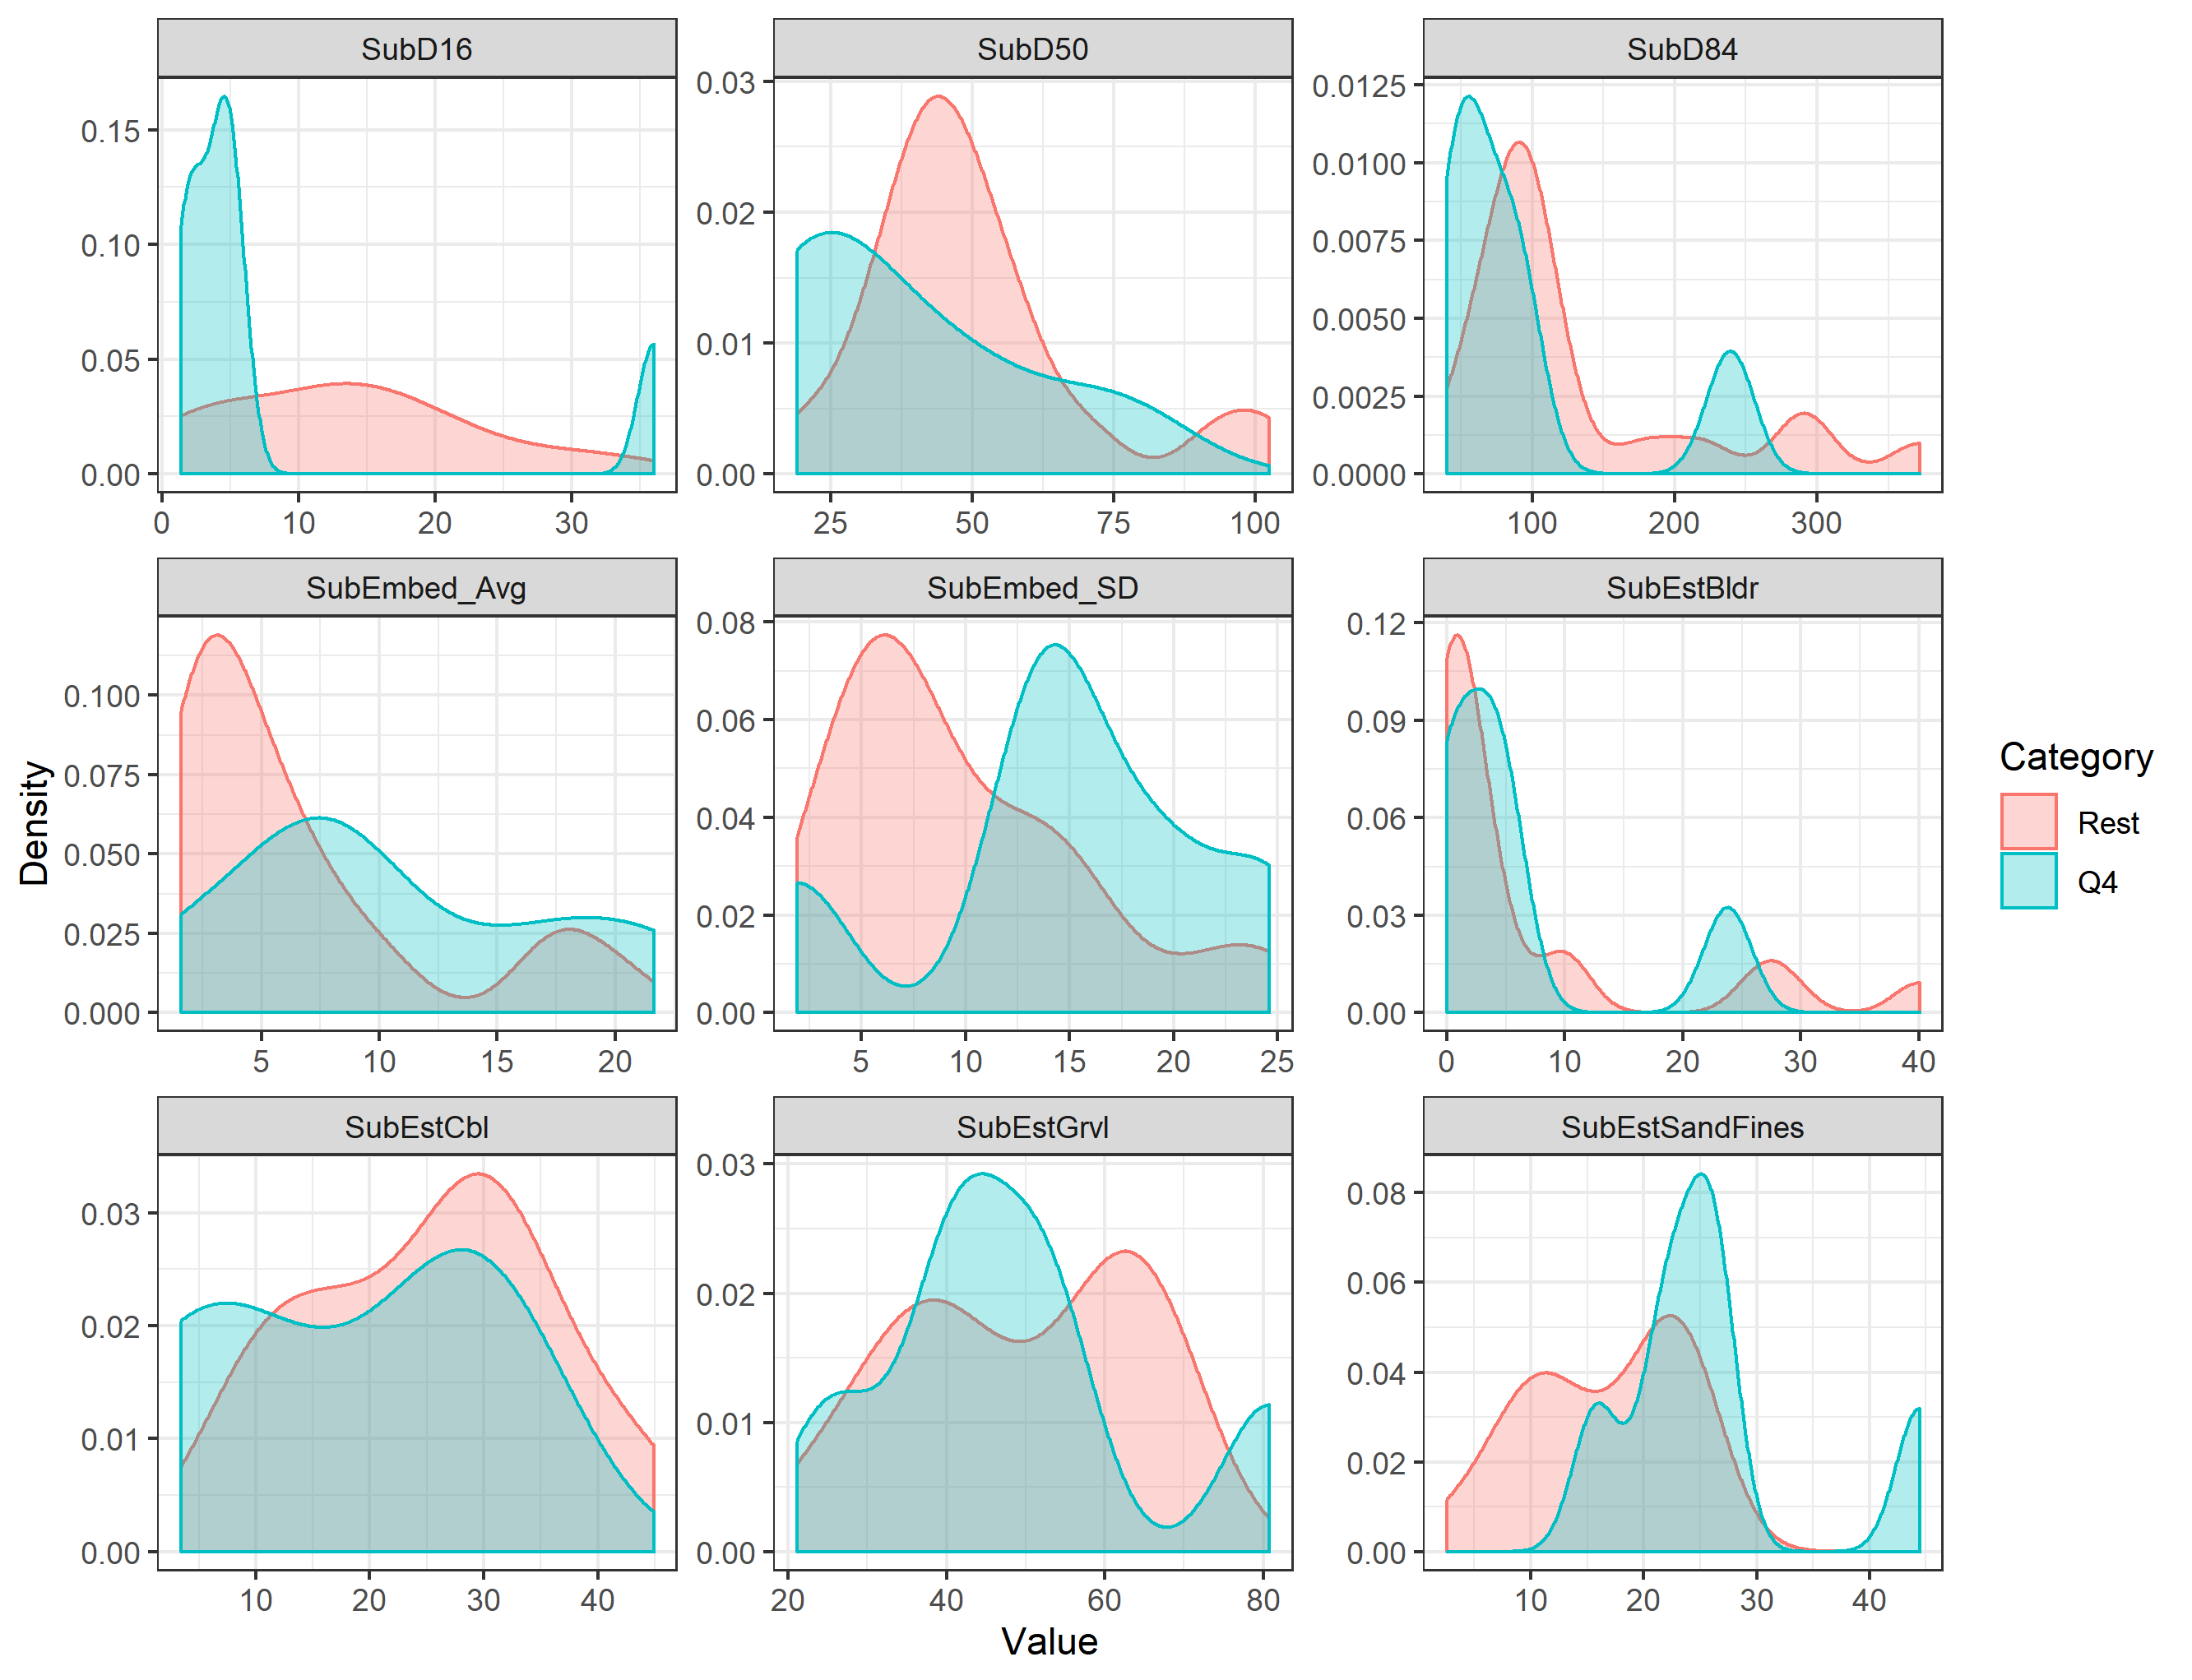 SubD16
SubD50
SubD84
0.15
0.10
0.05
0.00
0 10 20 30
0.03
0.02
0.01
0.00
25 50 75 100
0.0125
0.0100
0.0075
0.0050
0.0025
0.0000
100 200 300
SubEmbed_Avg
SubEmbed_SD
SubEstBldr
0.100
0.075
0.050
0.025
0.000
5 10 15 20
0.08
0.06
0.04
0.02
0.00
5 10 15 20 25
0.12
0.09
0.06
0.03
0.00
0 10 20 30 40
SubEstCbl
SubEstGrvl
SubEstSandFines
0.03
0.02
0.01
0.00
10 20 30 40
0.03
0.02
0.01
0.00
20 40 60 80
0.08
0.06
0.04
0.02
0.00
10 20 30 40
Density
Value
Category
Rest
Q4